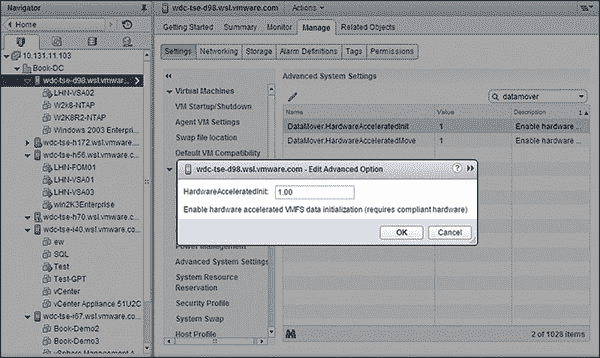 Navigator
wdc-tse-d98.wsl.vmware.com Actions
Home
Getting Started Summary Monitor Manage Related Objects
Settings Networking Storage Alarm Definitions Tags Permissions
10.131.11.103
Book-DC
wdc-tse-d98.wsl.vmwar...
LHN-VSA02
W2k8-NTAP
W2K8R2-NTAP
Windows 2003 Enterpri...
wdc-tse-h172.wsl.vmware...
wdc-tse-h56.wsl.vmware.c...
LHN-FOM01
LHN-VSA01
LHN-VSA03
win2K3Enterprise
wdc-tse-h70.wsl.vmware.c...
wdc-tse-i40.wsl.vmware.co...
ew
SQL
Test
Test-GPT
vCenter
vCenter Appliance 51U2C
wdc-tse-i67.wsl.vmware.co...
Book-Demo2
Book-Demo3
Virtual Machines
VM Startup/Shutdown
Agent VM Settings
Swap file location
Default VM Compatibility
Power Management
Advanced System Settings
System Resource
Reservation
Security Profile
System Swap
Host Profile
Advanced System Settings
datamover
Name Value Description 1
DataMover.HardwareAcceleratedInit 1 Enable hardware ...
DataMover.HardwareAcceleratedMove 1 Enable hardware ...
2 of 1028 items
wdc-tse-d98.wsl.vmware.com - Edit Advanced Option
HardwareAcceleratedInit: 1.00
Enable hardware accelerated VMFS data initialization (requires compliant hardware)
OK Cancel